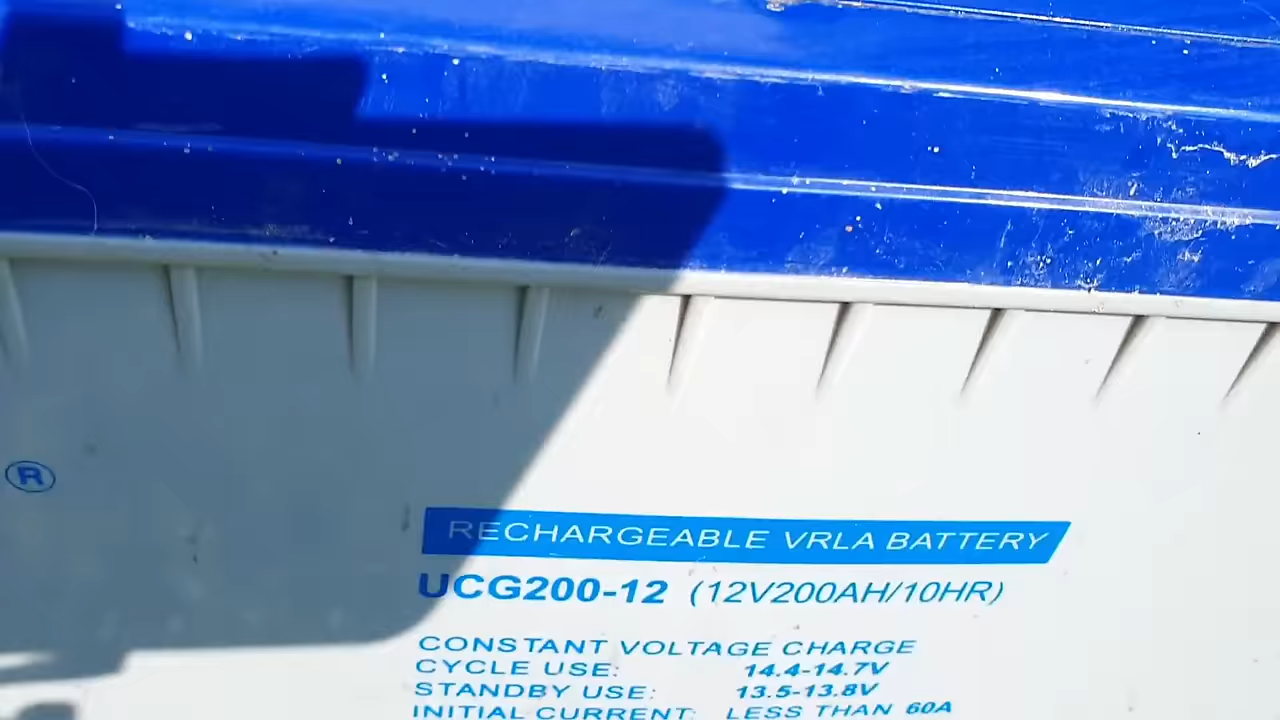 ®
RECHARGEABLE VRLA BATTERY
UCG200-12 (12V200AH/10HR)
CONSTANT VOLTAGE CHARGE
CYCLE USE: 14.4-14.7V
STANDBY USE: 13.5-13.8V
INITIAL CURRENT: LESS THAN 60A